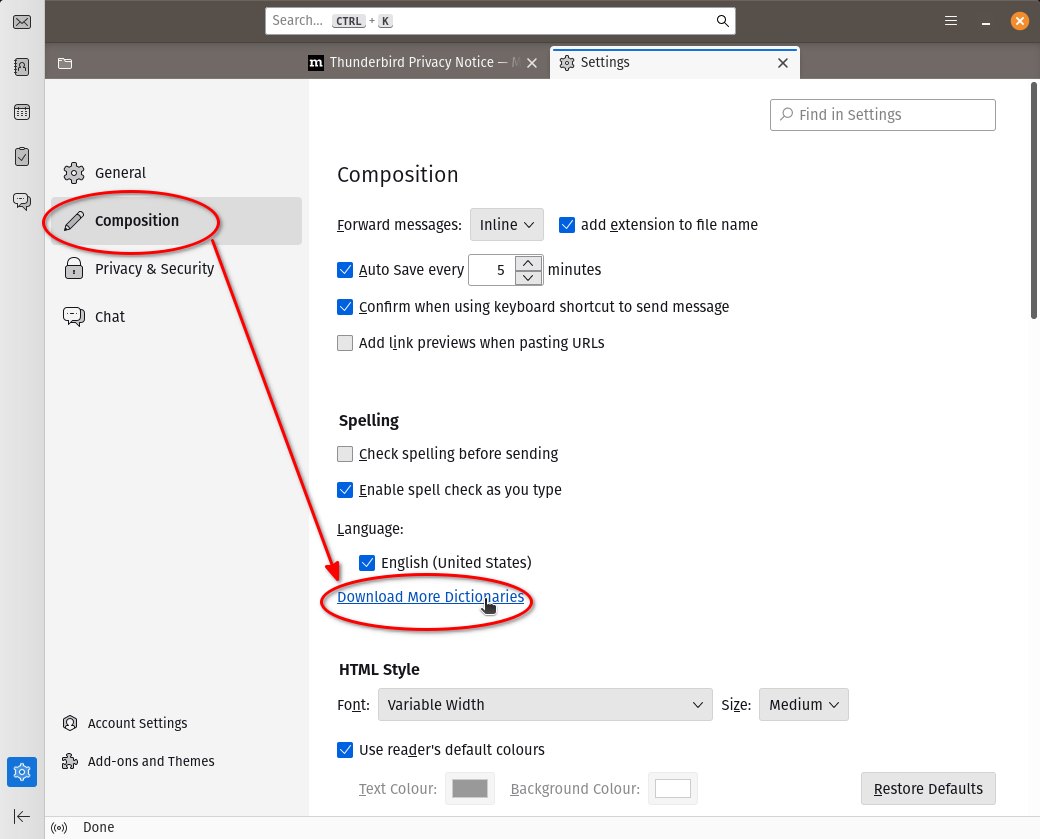 Search... CTRL + K
m Thunderbird Privacy Notice — M
Settings
Find in Settings
General
Composition
Privacy & Security
Chat
Account Settings
Add-ons and Themes
Composition
Forward messages: Inline add extension to file name
Auto Save every 5 minutes
Confirm when using keyboard shortcut to send message
Add link previews when pasting URLs
Spelling
Check spelling before sending
Enable spell check as you type
Language:
English (United States)
Download More Dictionaries
HTML Style
Font: Variable Width Size: Medium
Use reader's default colours
Text Colour: Background Colour: Restore Defaults
Done